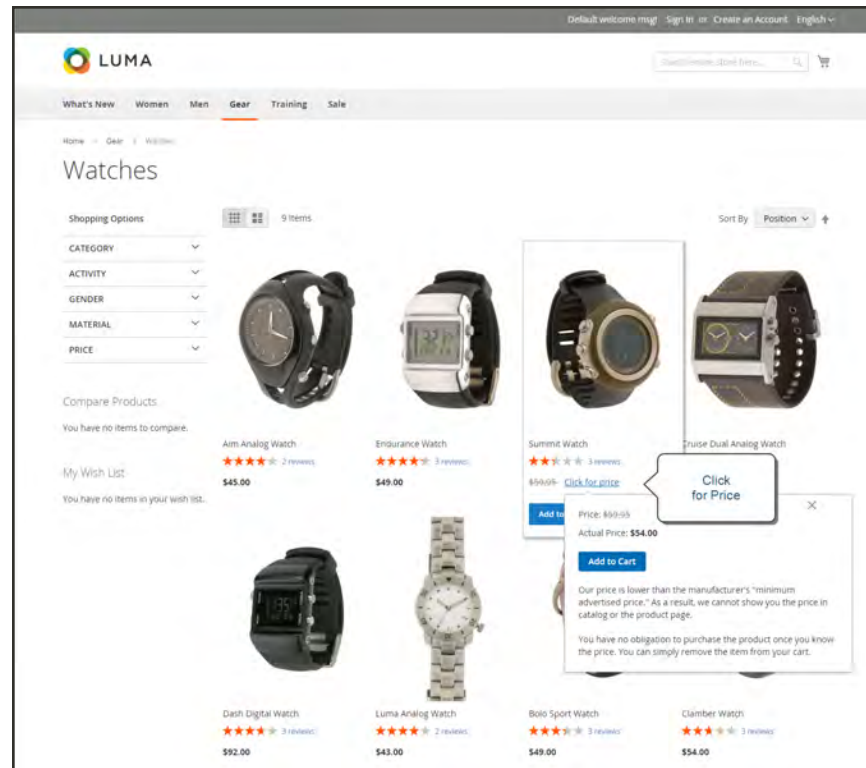 Default welcome msg! Sign In or Create an Account English
LUMA
Search entire store here...
What's New Women Men Gear Training Sale
Home Gear Watches
Watches
Shopping Options
9 Items
Sort By Position
CATEGORY
ACTIVITY
GENDER
MATERIAL
PRICE
Compare Products
You have no items to compare.
My Wish List
You have no items in your wish list.
Aim Analog Watch
2 reviews
$45.00
Endurance Watch
3 reviews
$49.00
Summit Watch
3 reviews
$59.95 Click for price
Add to
Cruise Dual Analog Watch
Click
for Price
Price: $59.95
Actual Price: $54.00
Add to Cart
Our price is lower than the manufacturer's "minimum
advertised price." As a result, we cannot show you the price in
catalog or the product page.
You have no obligation to purchase the product once you know
the price. You can simply remove the item from your cart.
Dash Digital Watch
3 reviews
$92.00
Luma Analog Watch
2 reviews
$43.00
Bolo Sport Watch
3 reviews
$49.00
Clamber Watch
3 reviews
$54.00